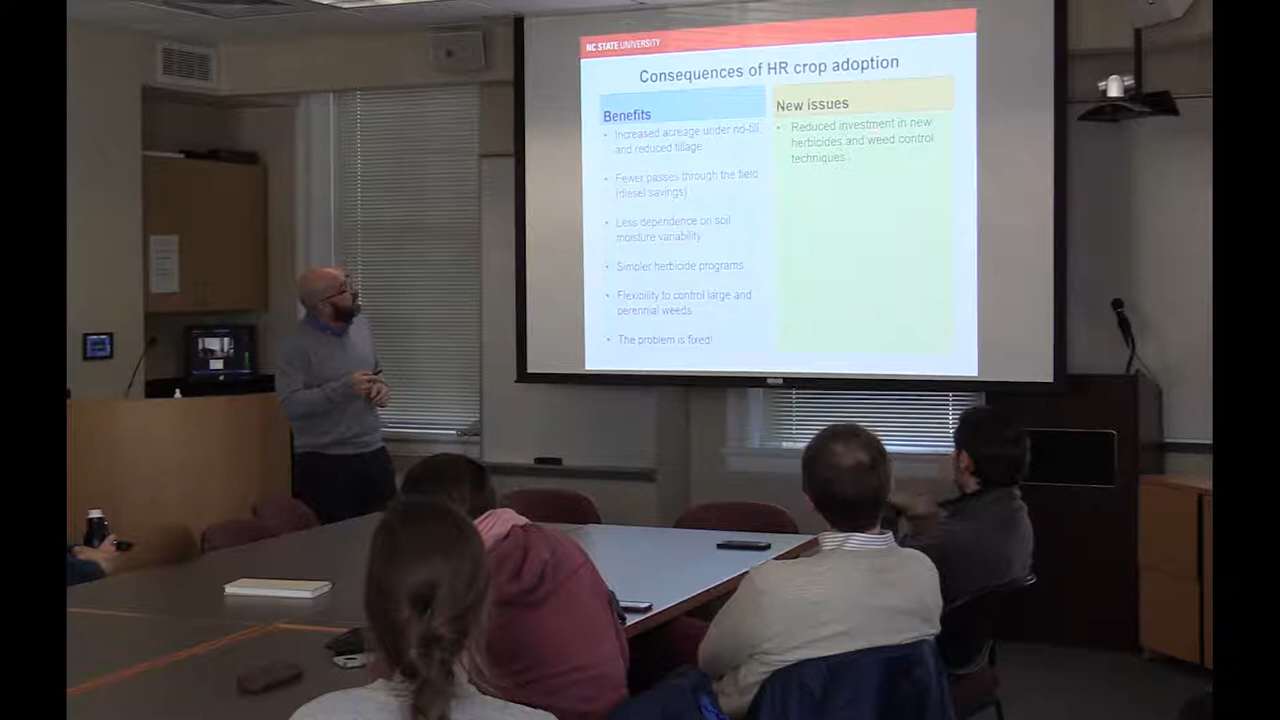 NC STATE UNIVERSITY
Consequences of HR crop adoption
Benefits
• Increased acreage under no-till
and reduced tillage
• Fewer passes through the field
(diesel savings)
• Less dependence on soil
moisture variability
• Simpler herbicide programs
• Flexibility to control large and
perennial weeds
• The problem is fixed!
New issues
• Reduced investment in new
herbicides and weed control
techniques